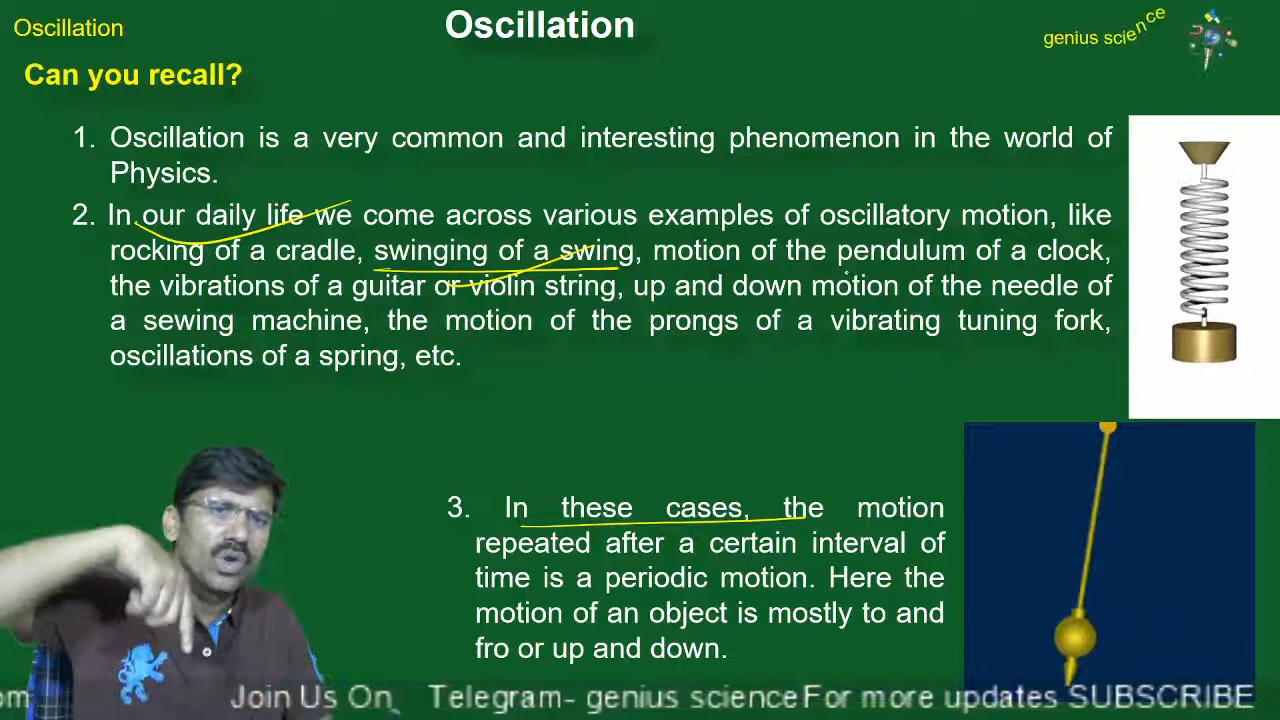 Oscillation
Oscillation
genius science
Can you recall?
1. Oscillation is a very common and interesting phenomenon in the world of
Physics.
2. In our daily life we come across various examples of oscillatory motion, like
rocking of a cradle, swinging of a swing, motion of the pendulum of a clock,
the vibrations of a guitar or violin string, up and down motion of the needle of
a sewing machine, the motion of the prongs of a vibrating tuning fork,
oscillations of a spring, etc.
3. In these cases, the motion
repeated after a certain interval of
time is a periodic motion. Here the
motion of an object is mostly to and
fro or up and down.
om Join Us On, Telegram- genius science For more updates SUBSCRIBE